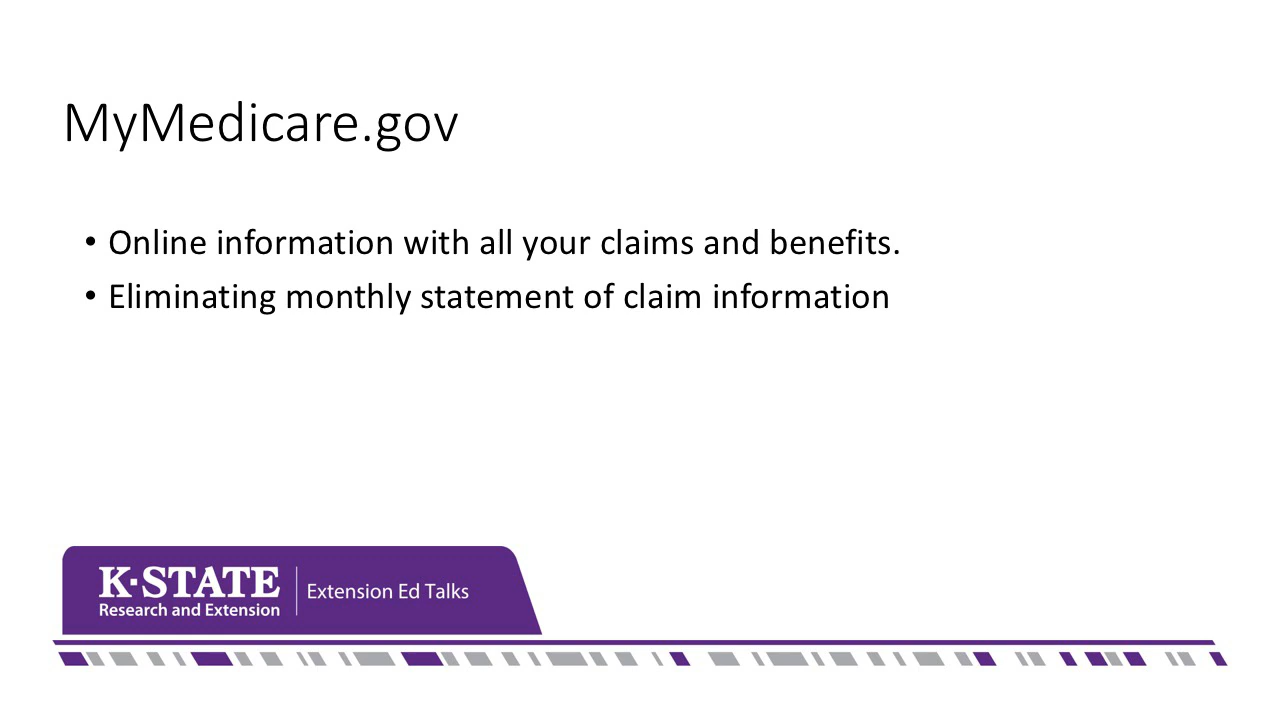 MyMedicare.gov
• Online information with all your claims and benefits.
• Eliminating monthly statement of claim information
K·STATE
Research and Extension
Extension Ed Talks